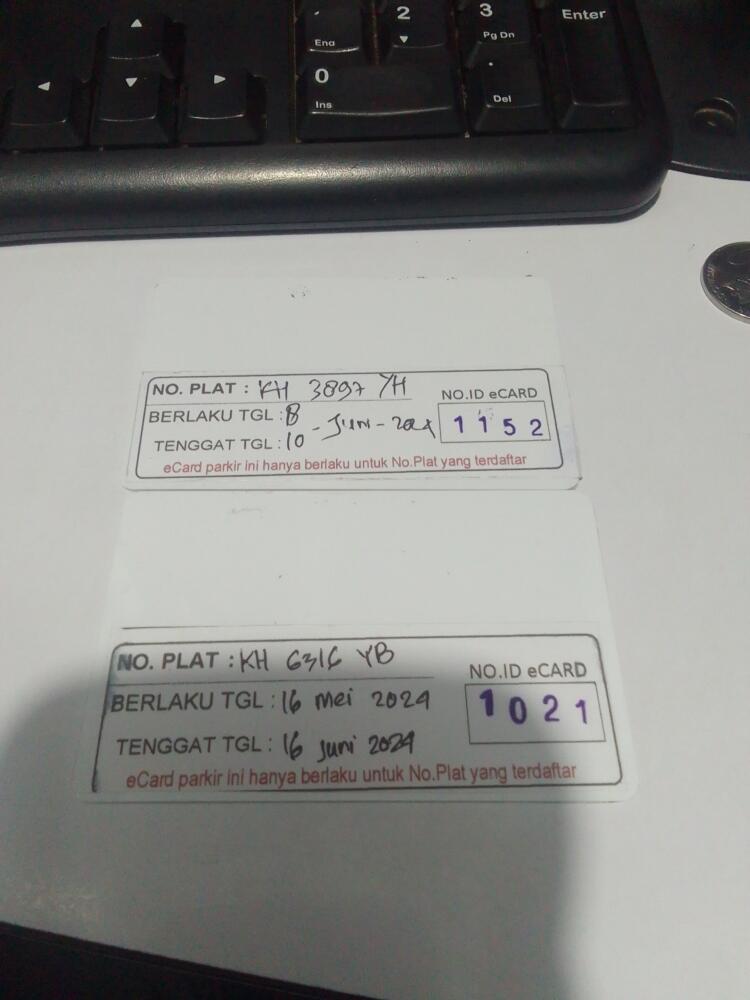 2
3
Enter
End
Pg Dn
0
Ins
.
Del
NO. PLAT : KH 3897 YH
NO.ID eCARD
BERLAKU TGL : 8 - Juni - 2024
1152
TENGGAT TGL : 10
eCard parkir ini hanya berlaku untuk No.Plat yang terdaftar
NO. PLAT : KH 6316 YB
NO.ID eCARD
BERLAKU TGL : 16 mei 2024
1021
TENGGAT TGL : 16 juni 2024
eCard parkir ini hanya berlaku untuk No.Plat yang terdaftar